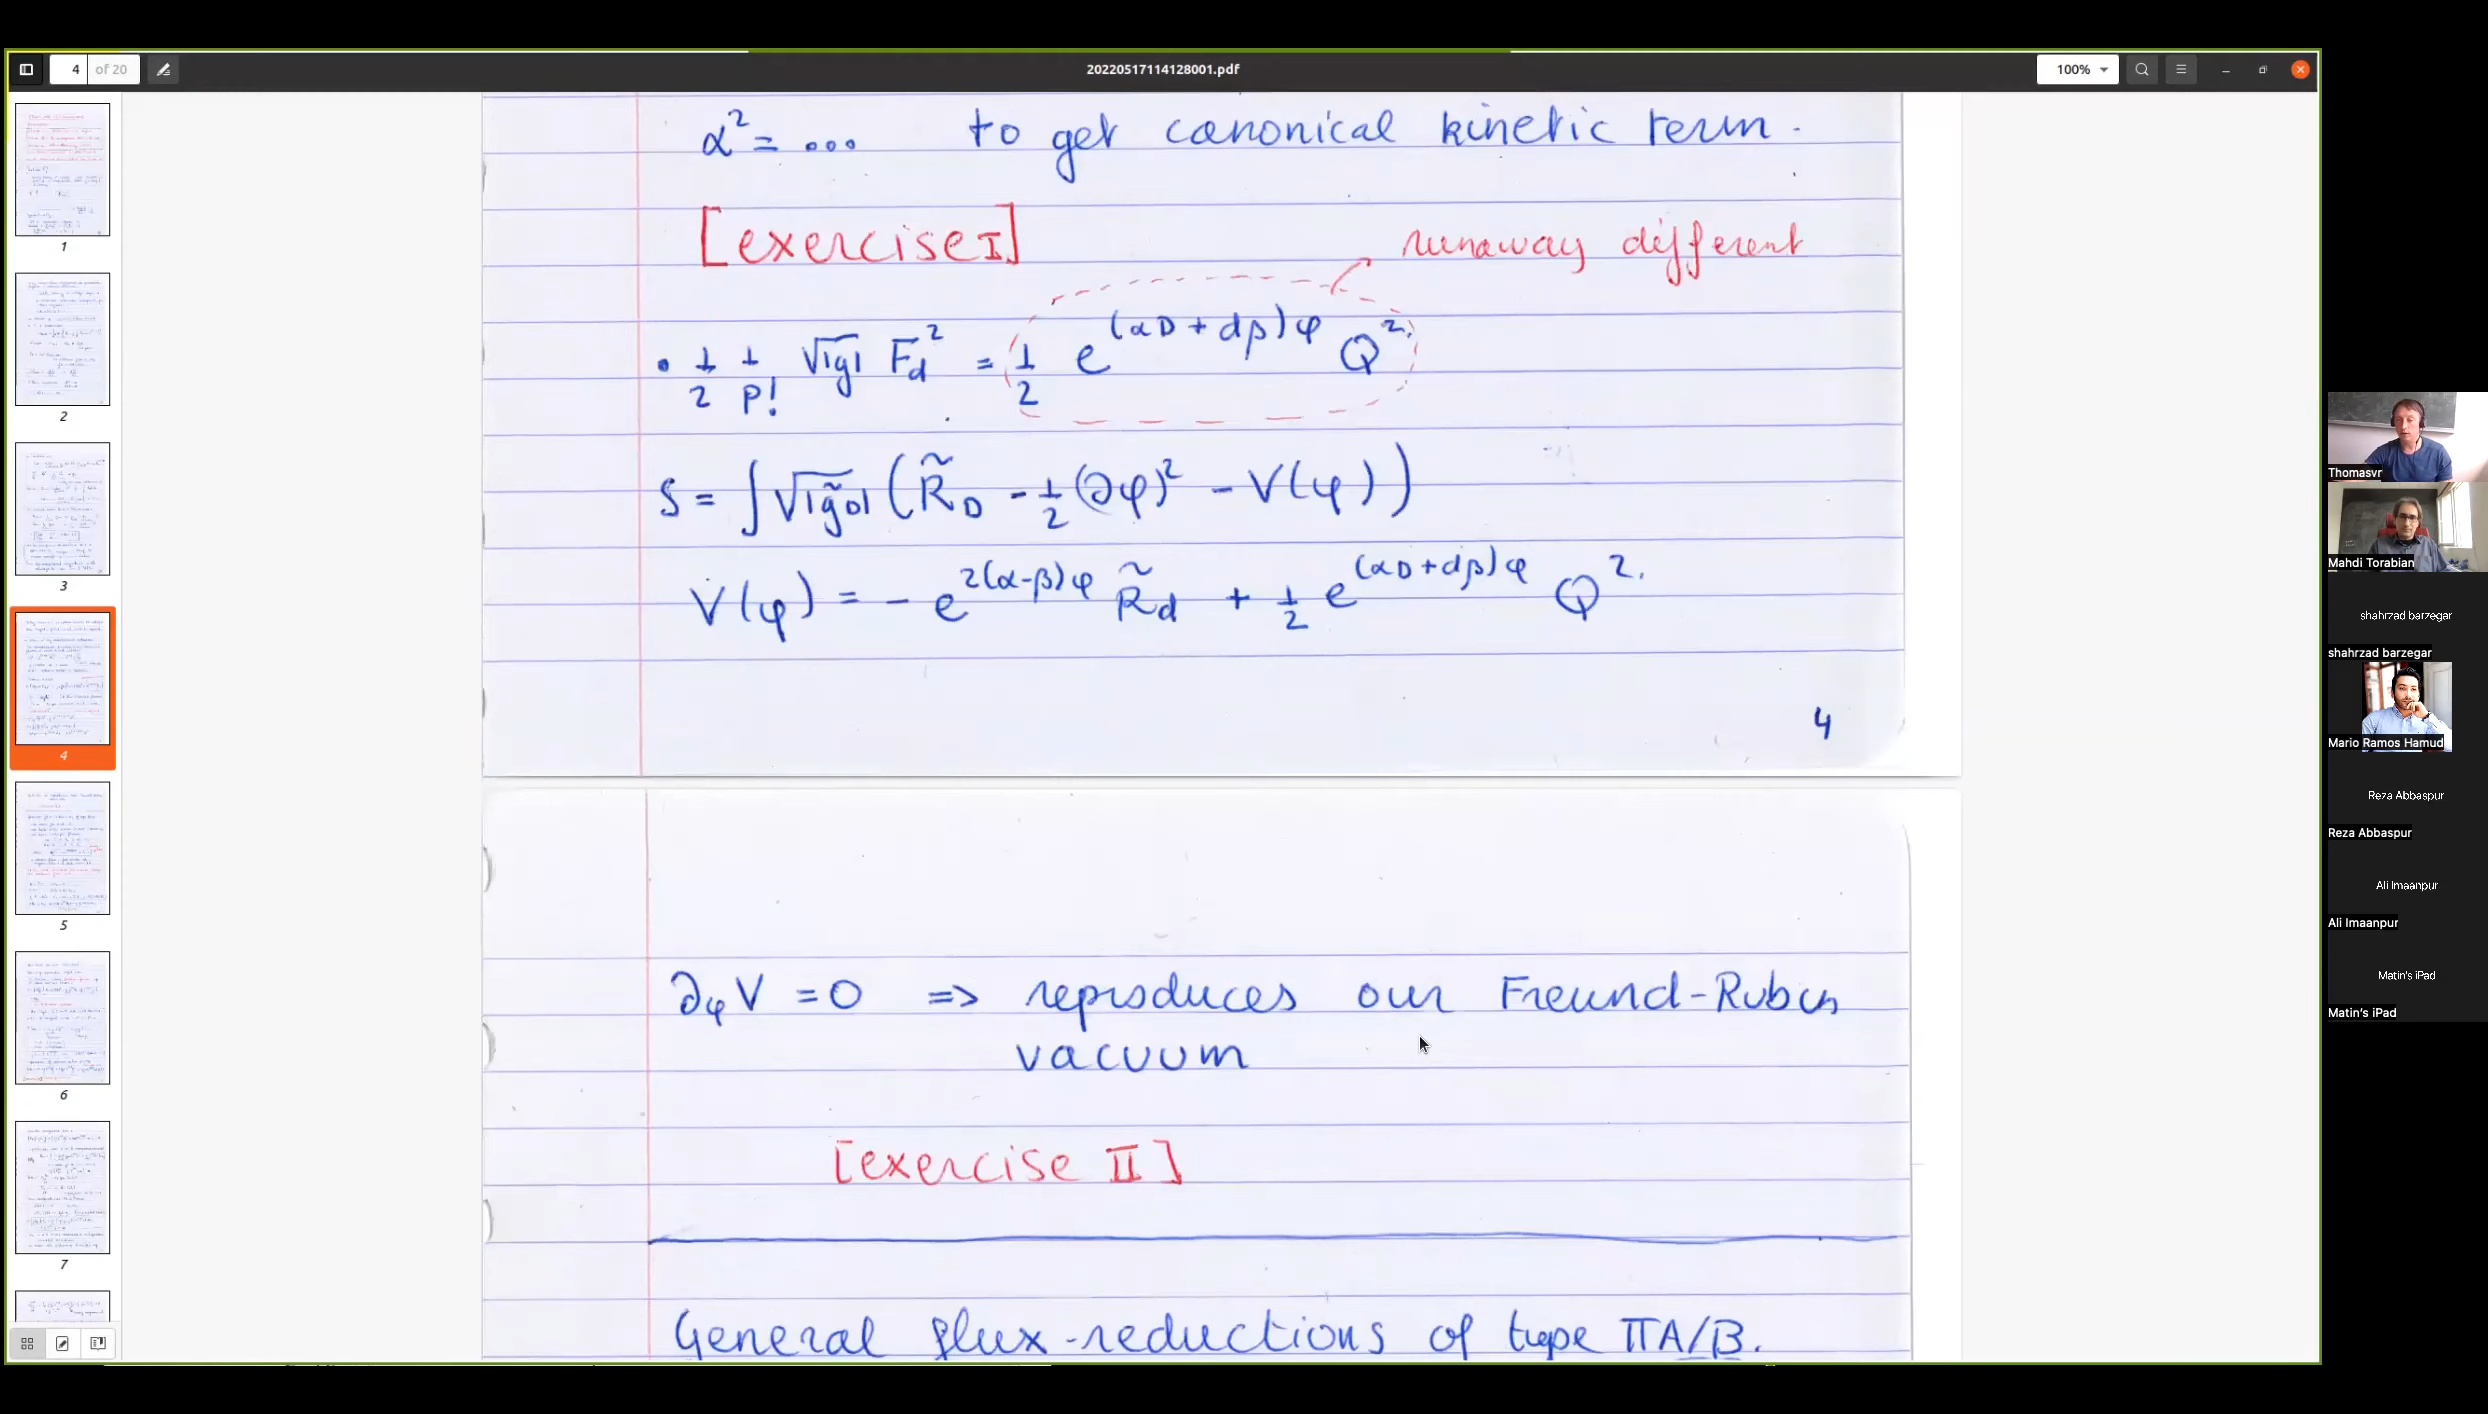 4 of 20
20220517114128001.pdf
100%
α² = ... to get canonical kinetic term.
[exercise I]
runaway different
• 1/2 1/p! √|g| F_d² = 1/2 e^{(αD + dβ)φ} Q².
S = ∫ √|g̃_D| ( R̃_D - 1/2 (∂φ)² - V(φ) )
V(φ) = - e^{2(α-β)φ} R̃_d + 1/2 e^{(αD+dβ)φ} Q².
4
∂_φ V = 0 => reproduces our Freund-Rubin
vacuum
[exercise II]
General flux-reductions of type IIA/B.
1
2
3
4
5
6
7
Thomasvr
Mahdi Torabian
shahrzad barzegar
shahrzad barzegar
Mario Ramos Hamud
Reza Abbaspur
Reza Abbaspur
Ali Imaanpur
Ali Imaanpur
Matin's iPad
Matin's iPad